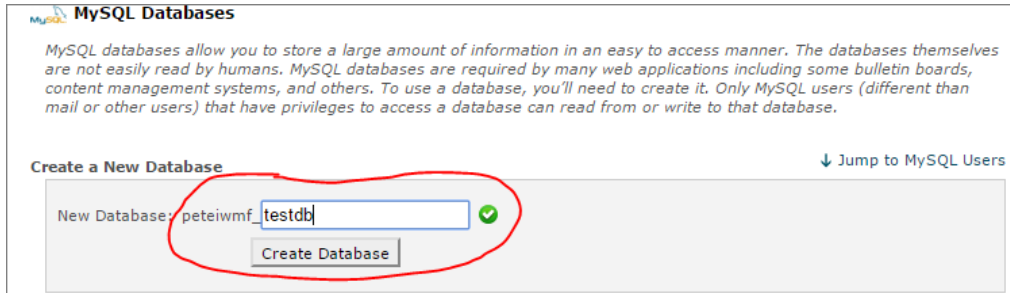 MySQL MySQL Databases
MySQL databases allow you to store a large amount of information in an easy to access manner. The databases themselves
are not easily read by humans. MySQL databases are required by many web applications including some bulletin boards,
content management systems, and others. To use a database, you'll need to create it. Only MySQL users (different than
mail or other users) that have privileges to access a database can read from or write to that database.
Create a New Database
↓ Jump to MySQL Users
New Database: peteiwmf_testdb
Create Database